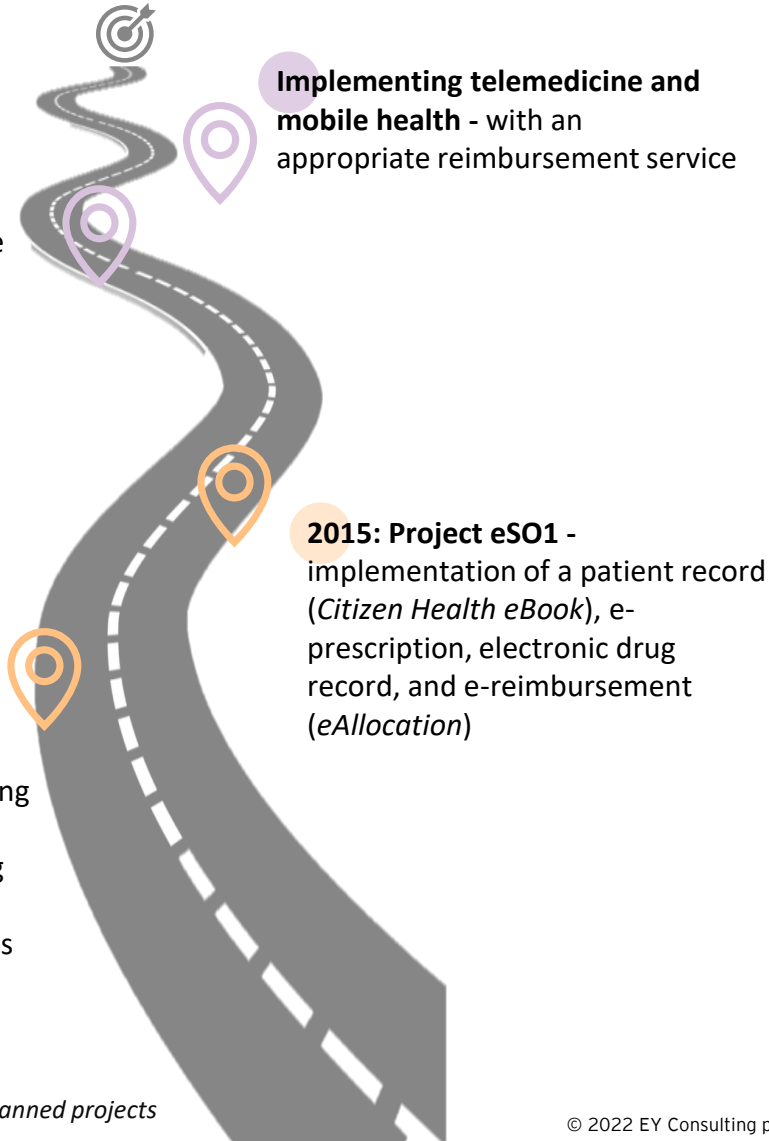 Implementing telemedicine and
mobile health - with an
appropriate reimbursement service
e
2015: Project eSO1 -
implementation of a patient record
(Citizen Health eBook), e-
prescription, electronic drug
record, and e-reimbursement
(eAllocation)
ng
g
s
anned projects
© 2022 EY Consulting p